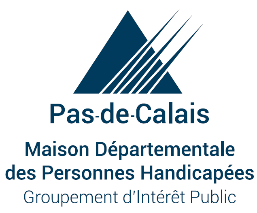 Pas-de-Calais
Maison Départementale
des Personnes Handicapées
Groupement d'Intérêt Public